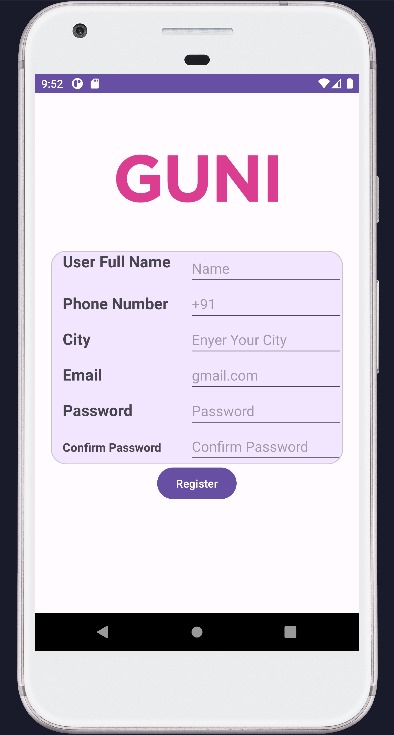 9:52
GUNI
User Full Name Name
Phone Number +91
City Enyer Your City
Email gmail.com
Password Password
Confirm Password Confirm Password
Register